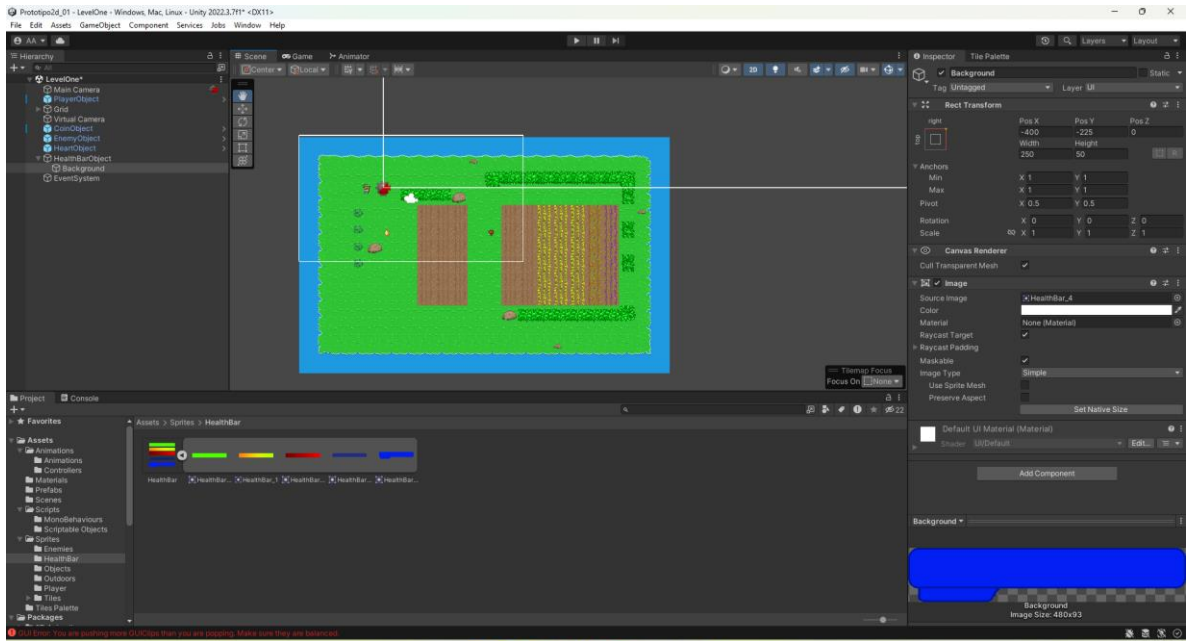 Prototipo2d_01 - LevelOne - Windows, Mac, Linux - Unity 2022.3.7f1* <DX11>
File Edit Assets GameObject Component Services Jobs Window Help
AA
Layers Layout
Hierarchy
Scene Game Animator
Inspector Tile Palette
All
Center Local
2D
LevelOne*
Main Camera
PlayerObject
Grid
Virtual Camera
CoinObject
EnemyObject
HeartObject
HealthBarObject
Background
EventSystem
Background Static
Tag Untagged Layer UI
Rect Transform
right Pos X Pos Y Pos Z
top -400 -225 0
Width Height
250 50
Anchors
Min X 1 Y 1
Max X 1 Y 1
Pivot X 0.5 Y 0.5
Rotation X 0 Y 0 Z 0
Scale X 1 Y 1 Z 1
Canvas Renderer
Cull Transparent Mesh
Image
Source Image HealthBar_4
Color
Material None (Material)
Raycast Target
Raycast Padding
Maskable
Image Type Simple
Use Sprite Mesh
Preserve Aspect
Set Native Size
Default UI Material (Material)
Shader UI/Default Edit...
Add Component
Tilemap Focus
Focus On None
Project Console
22
Favorites
Assets
Animations
Animations
Controllers
Materials
Prefabs
Scenes
Scripts
MonoBehaviours
Scriptable Objects
Sprites
Enemies
HealthBar
Objects
Outdoors
Player
Tiles
Tiles Palette
Packages
Assets > Sprites > HealthBar
HealthBar HealthBar... HealthBar_1 HealthBar... HealthBar... HealthBar...
Background
Background
Image Size: 480x93
GUI Error: You are pushing more GUIClips than you are popping. Make sure they are balanced